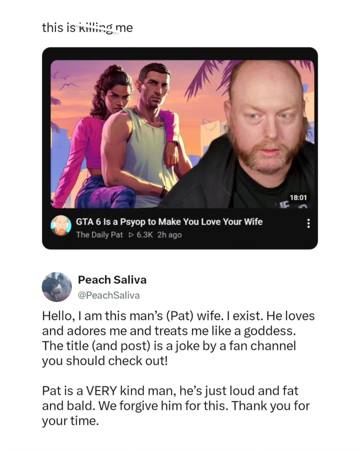 this is killing me
18:01
GTA 6 Is a Psyop to Make You Love Your Wife
The Daily Pat ▷ 6.3K 2h ago
Peach Saliva
@PeachSaliva
Hello, I am this man’s (Pat) wife. I exist. He loves
and adores me and treats me like a goddess.
The title (and post) is a joke by a fan channel
you should check out!
Pat is a VERY kind man, he’s just loud and fat
and bald. We forgive him for this. Thank you for
your time.